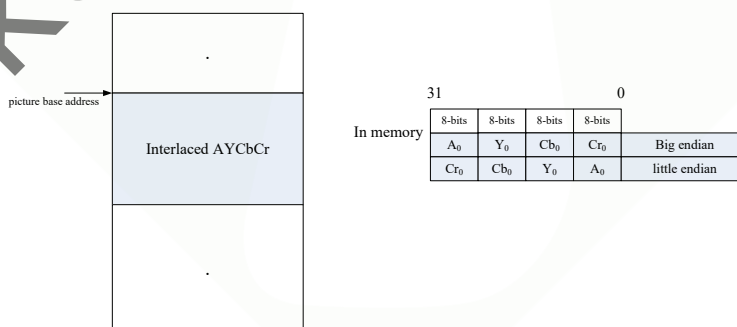 picture base address
Interlaced AYCbCr
In memory
31 0
8-bits 8-bits 8-bits 8-bits
A₀ Y₀ Cb₀ Cr₀ Big endian
Cr₀ Cb₀ Y₀ A₀ little endian